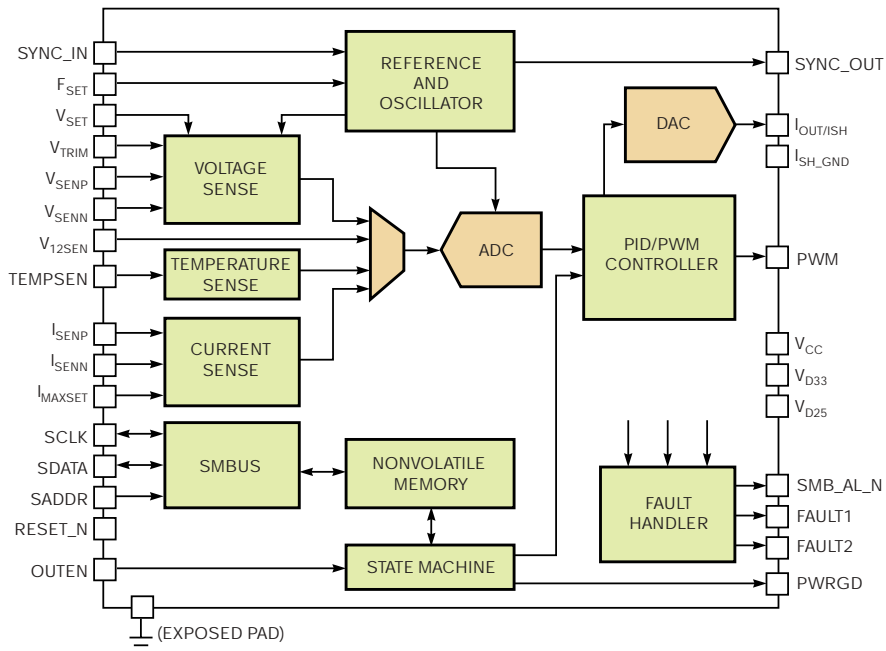 SYNC_IN
FSET
VSET
VTRIM
VSENP
VSENN
V12SEN
TEMPSEN
ISENP
ISENN
IMAXSET
SCLK
SDATA
SADDR
RESET_N
OUTEN
(EXPOSED PAD)
REFERENCE
AND
OSCILLATOR
VOLTAGE
SENSE
TEMPERATURE
SENSE
CURRENT
SENSE
SMBUS
NONVOLATILE
MEMORY
STATE MACHINE
ADC
DAC
PID/PWM
CONTROLLER
FAULT
HANDLER
SYNC_OUT
IOUT/ISH
ISH_GND
PWM
VCC
VD33
VD25
SMB_AL_N
FAULT1
FAULT2
PWRGD